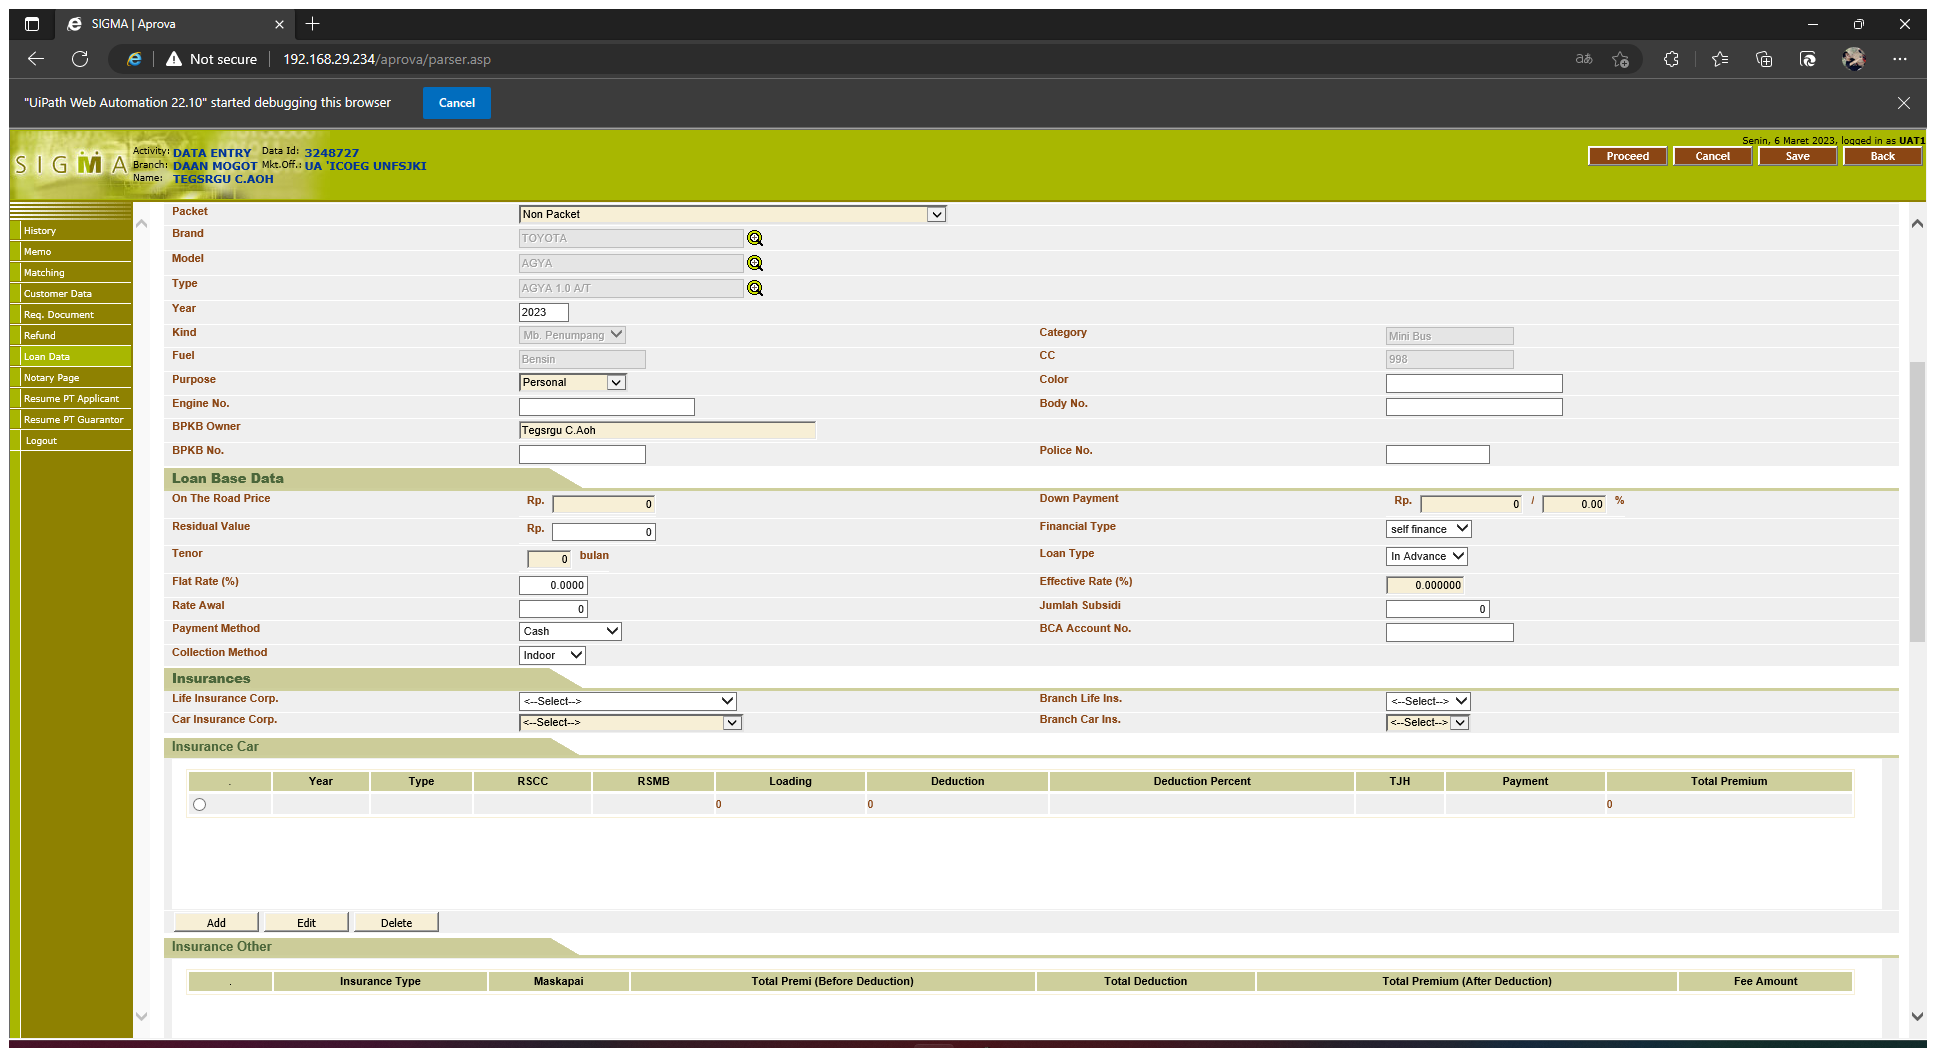 SIGMA | Aprova
Not secure 192.168.29.234/aprova/parser.asp
"UiPath Web Automation 22.10" started debugging this browser Cancel
Senin, 6 Maret 2023, logged in as UAT1
SIGMA
Activity: DATA ENTRY Data Id: 3248727
Branch: DAAN MOGOT Mkt.Off.: UA 'ICOEG UNFSJKI
Name: TEGSRGU C.AOH
Proceed Cancel Save Back
History
Memo
Matching
Customer Data
Req. Document
Refund
Loan Data
Notary Page
Resume PT Applicant
Resume PT Guarantor
Logout
Packet Non Packet
Brand TOYOTA
Model AGYA
Type AGYA 1.0 A/T
Year 2023
Kind Mb. Penumpang Category Mini Bus
Fuel Bensin CC 998
Purpose Personal Color
Engine No. Body No.
BPKB Owner Tegsrgu C.Aoh
BPKB No. Police No.
Loan Base Data
On The Road Price Rp. 0 Down Payment Rp. 0 / 0.00 %
Residual Value Rp. 0 Financial Type self finance
Tenor 0 bulan Loan Type In Advance
Flat Rate (%) 0.0000 Effective Rate (%) 0.000000
Rate Awal 0 Jumlah Subsidi 0
Payment Method Cash BCA Account No.
Collection Method Indoor
Insurances
Life Insurance Corp. <--Select--> Branch Life Ins. <--Select-->
Car Insurance Corp. <--Select--> Branch Car Ins. <--Select-->
Insurance Car
. Year Type RSCC RSMB Loading Deduction Deduction Percent TJH Payment Total Premium
0 0 0
Add Edit Delete
Insurance Other
. Insurance Type Maskapai Total Premi (Before Deduction) Total Deduction Total Premium (After Deduction) Fee Amount